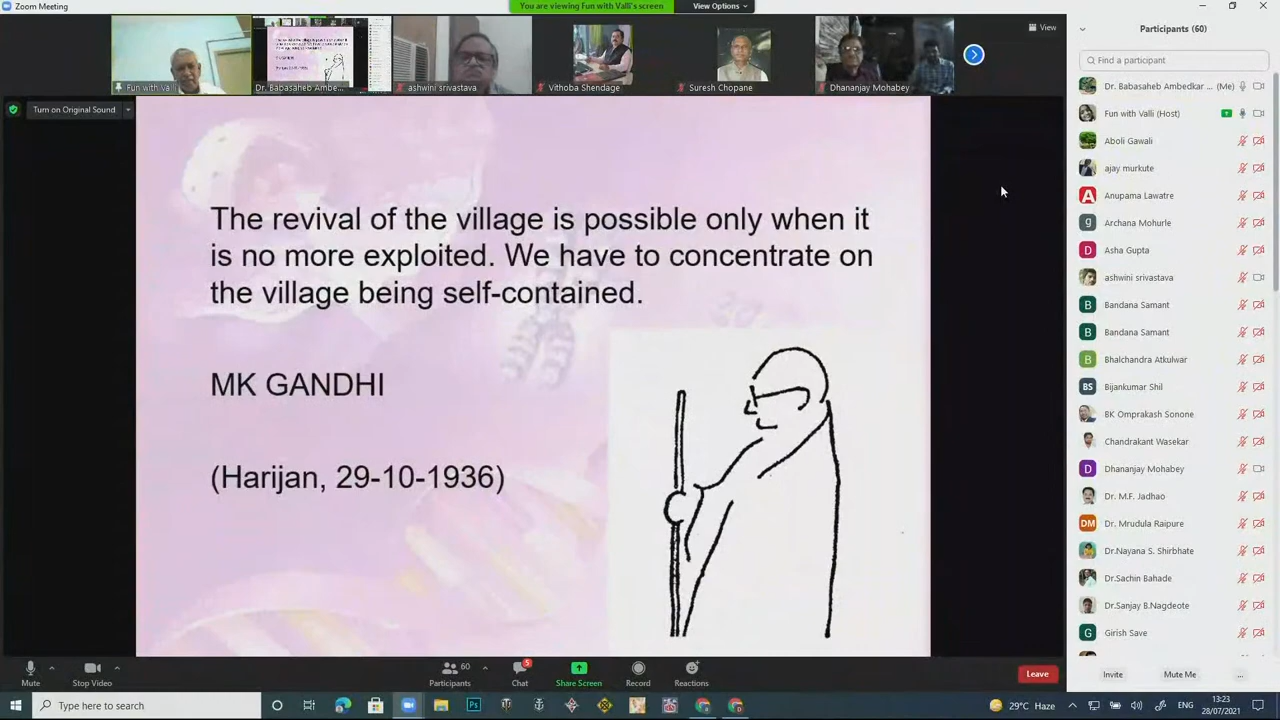 Zoom Meeting
You are viewing Fun with Valli's screen
View Options
View
Fun with Valli
Dr. Babasaheb Ambe...
ashwini srivastava
Vithoba Shendage
Suresh Chopane
Dhananjay Mohabey
Turn on Original Sound
The revival of the village is possible only when it
is no more exploited. We have to concentrate on
the village being self-contained.
MK GANDHI
(Harijan, 29-10-1936)
Participants (60)
Find a participant
Dr. Babasaheb Ambedkar ... (Me)
Fun with Valli (Host)
Aboli Gawali
ajay murkute
A Anupama Lawatre
g Archana Mohurle
D Asha Gupta
ashwini srivastava
B Bandana Samant
B Bandana Samant
B Bhalchandra Atkulwar
BS Bijankumar Shil
BK Omprakash Sonone
Chandrakant Wasekar
D Dhananjay Mohabey
Dr. M.F. Jadhao
DM Dr. Mrudula Raipure
Dr.Nayana S. Shirbhate
Dr.Sachin Bahade
Dr.Sanjay B.Nagdeote
G Girish Save
Mute
Stop Video
60
Participants
5
Chat
Share Screen
Record
Reactions
Leave
Invite
Mute Me
...
Type here to search
Ps
29°C Haze
ENG
13:23
28/07/2021